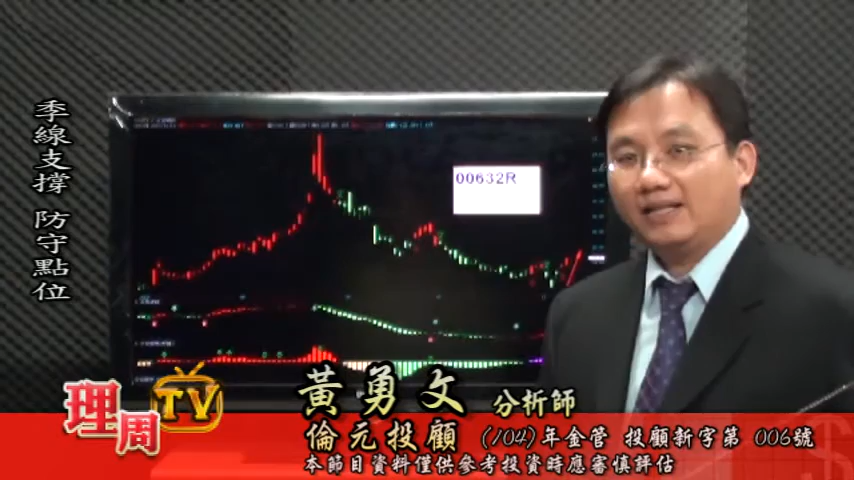 季線支撐 防守點位
00632R
理周TV
黃勇文 分析師
倫元投顧 (104)年金管 投顧新字第 006號
本節目資料僅供參考投資時應審慎評估